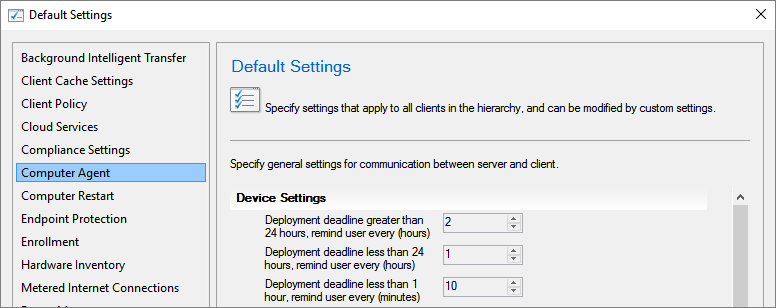 Default Settings
Background Intelligent Transfer
Client Cache Settings
Client Policy
Cloud Services
Compliance Settings
Computer Agent
Computer Restart
Endpoint Protection
Enrollment
Hardware Inventory
Metered Internet Connections
Default Settings
Specify settings that apply to all clients in the hierarchy, and can be modified by custom settings.
Specify general settings for communication between server and client.
Device Settings
Deployment deadline greater than
24 hours, remind user every (hours)
2
Deployment deadline less than 24
hours, remind user every (hours)
1
Deployment deadline less than 1
hour, remind user every (minutes)
10